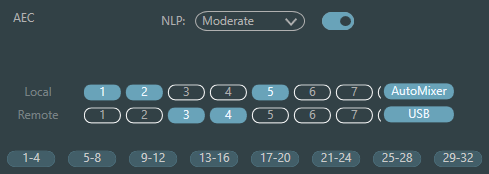 AEC NLP: Moderate
Local 1 2 3 4 5 6 7 AutoMixer
Remote 1 2 3 4 5 6 7 USB
1-4 5-8 9-12 13-16 17-20 21-24 25-28 29-32